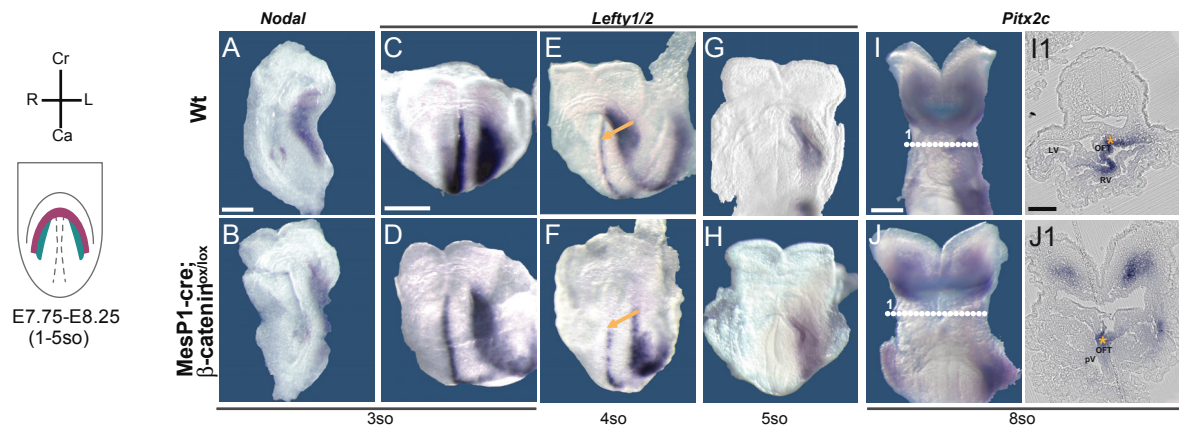 Nodal
Lefty1/2
Pitx2c
Cr
R
L
Ca
E7.75-E8.25
(1-5so)
Wt
A
C
E
G
I
1
I1
LV
OFT
RV
MesP1-cre;
β-catenin^lox/lox
B
D
F
H
J
1
J1
OFT
pV
3so
4so
5so
8so